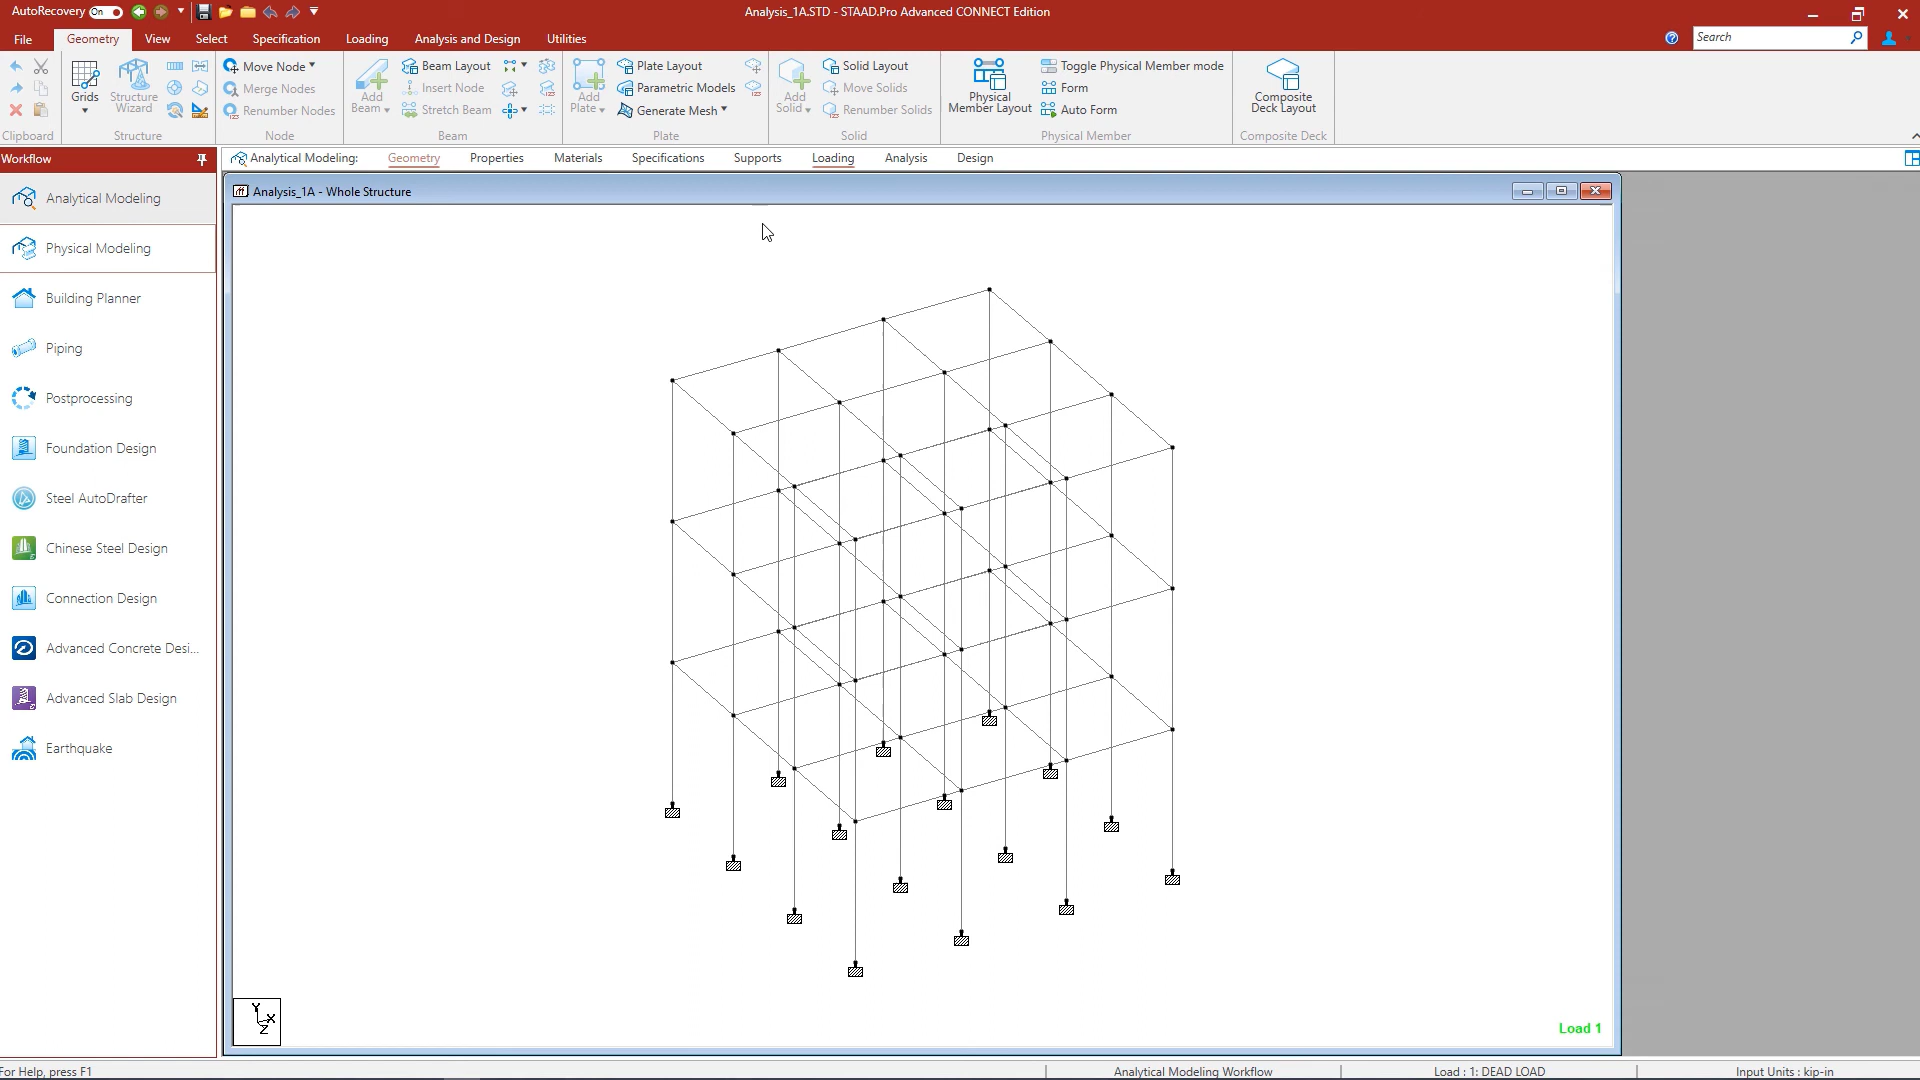 AutoRecovery On
Analysis_1A.STD - STAAD.Pro Advanced CONNECT Edition
File Geometry View Select Specification Loading Analysis and Design Utilities
Search
Grids
Structure Wizard
Structure
Clipboard
Move Node
Merge Nodes
Renumber Nodes
Node
Add Beam
Beam Layout
Insert Node
Stretch Beam
Beam
Add Plate
Plate Layout
Parametric Models
Generate Mesh
Plate
Add Solid
Solid Layout
Move Solids
Renumber Solids
Solid
Physical Member Layout
Toggle Physical Member mode
Form
Auto Form
Physical Member
Composite Deck Layout
Composite Deck
Workflow
Analytical Modeling: Geometry Properties Materials Specifications Supports Loading Analysis Design
Analytical Modeling
Physical Modeling
Building Planner
Piping
Postprocessing
Foundation Design
Steel AutoDrafter
Chinese Steel Design
Connection Design
Advanced Concrete Desi...
Advanced Slab Design
Earthquake
Analysis_1A - Whole Structure
Y
X
Z
Load 1
For Help, press F1
Analytical Modeling Workflow
Load : 1: DEAD LOAD
Input Units : kip-in